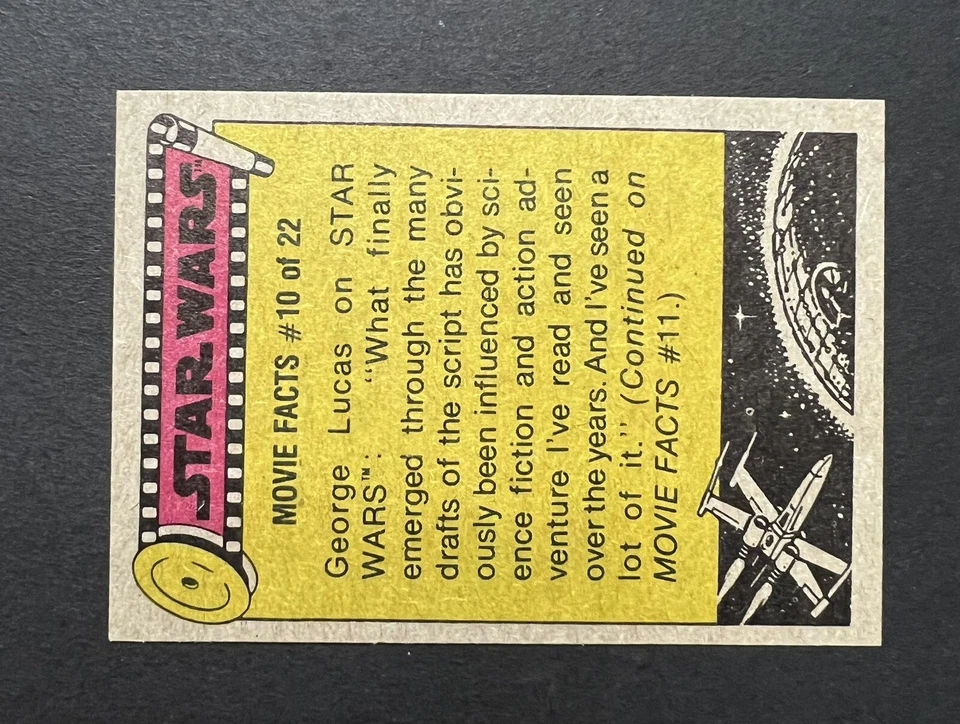 STAR WARS™
MOVIE FACTS #10 of 22
George Lucas on STAR
WARS™: "What finally
emerged through the many
drafts of the script has obvi-
ously been influenced by sci-
ence fiction and action ad-
venture I've read and seen
over the years. And I've seen a
lot of it." (Continued on
MOVIE FACTS #11.)